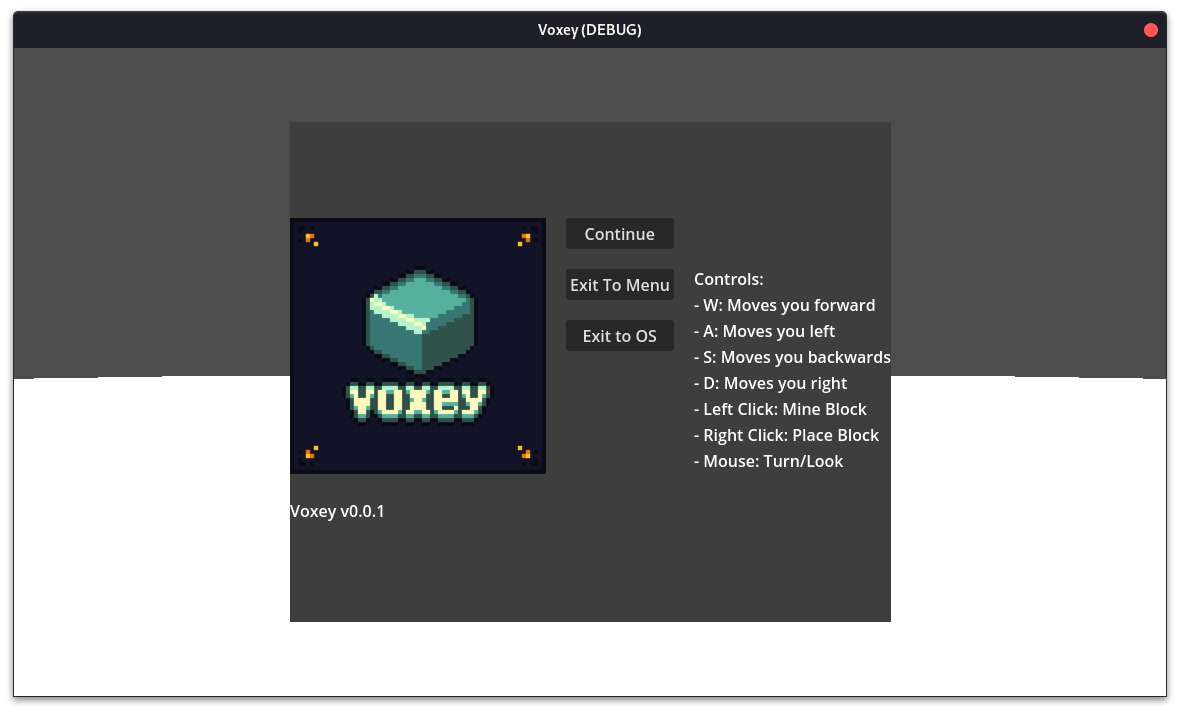 Voxey (DEBUG)
voxey
Continue
Exit To Menu
Exit to OS
Controls:
- W: Moves you forward
- A: Moves you left
- S: Moves you backwards
- D: Moves you right
- Left Click: Mine Block
- Right Click: Place Block
- Mouse: Turn/Look
Voxey v0.0.1